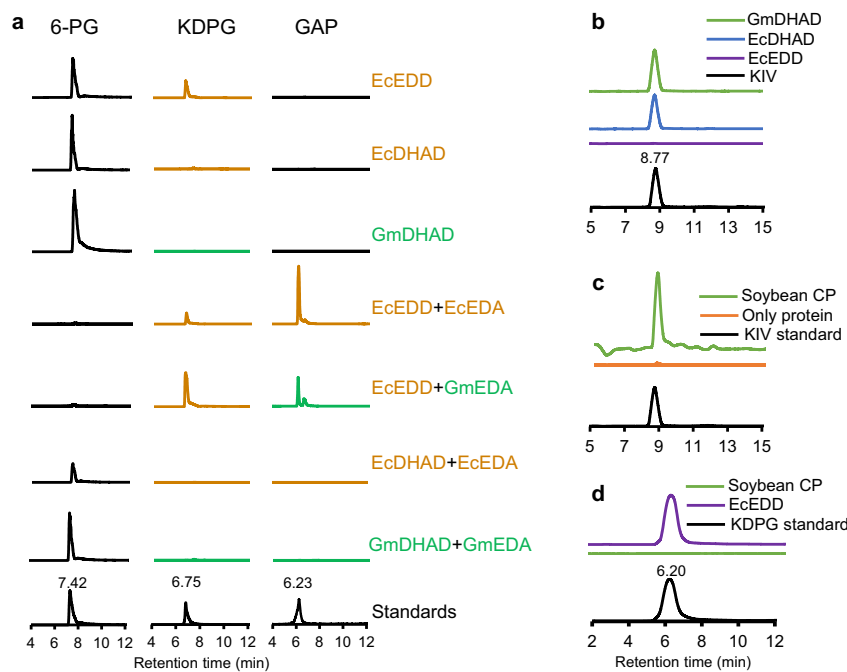 a
6-PG KDPG GAP
EcEDD
EcDHAD
GmDHAD
EcEDD+EcEDA
EcEDD+GmEDA
EcDHAD+EcEDA
GmDHAD+GmEDA
7.42 6.75 6.23
Standards
4 6 8 10 12 4 6 8 10 12 4 6 8 10 12
Retention time (min)
b
GmDHAD
EcDHAD
EcEDD
KIV
8.77
5 7 9 11 13 15
c
Soybean CP
Only protein
KIV standard
5 7 9 11 13 15
d
Soybean CP
EcEDD
KDPG standard
6.20
2 4 6 8 10 12
Retention time (min)